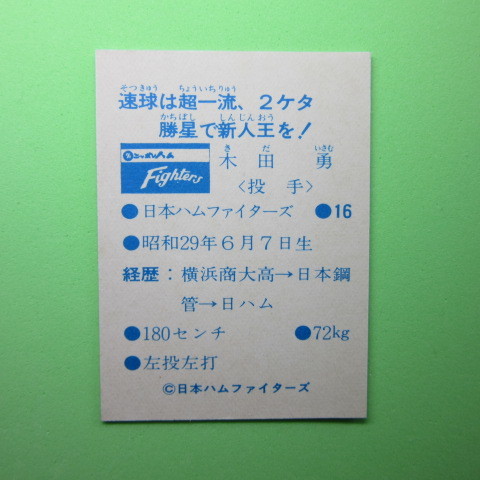 そっきゅう ちょういちりゅう
速球は超一流、2ケタ
かちぼし しんじんおう
勝星で新人王を!
き だ いさむ
木田 勇
Fighters
〈投手〉
●日本ハムファイターズ ●16
●昭和29年6月7日生
経歴：横浜商大高→日本鋼
管→日ハム
●180センチ ●72kg
●左投左打
©日本ハムファイターズ